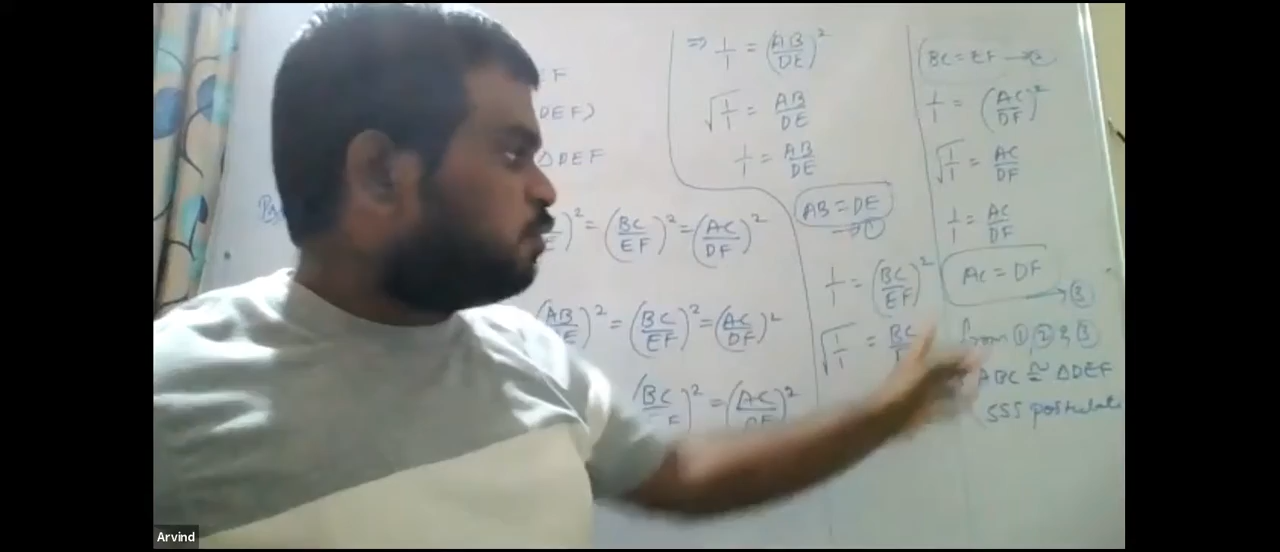 EF
DEF)
ΔDEF
)² = (BC/EF)² = (AC/DF)²
(AB/DE)² = (BC/EF)² = (AC/DF)²
(BC/EF)² = (AC/DF)²
⇒ 1/1 = (AB/DE)²
√1/1 = AB/DE
1/1 = AB/DE
AB = DE
→ ①
1/1 = (BC/EF)²
√1/1 = BC
BC = EF → ②
1/1 = (AC/DF)²
√1/1 = AC/DF
1/1 = AC/DF
AC = DF
→ ③
from ①, ② & ③
ABC ≅ ΔDEF
SSS postulate
Arvind